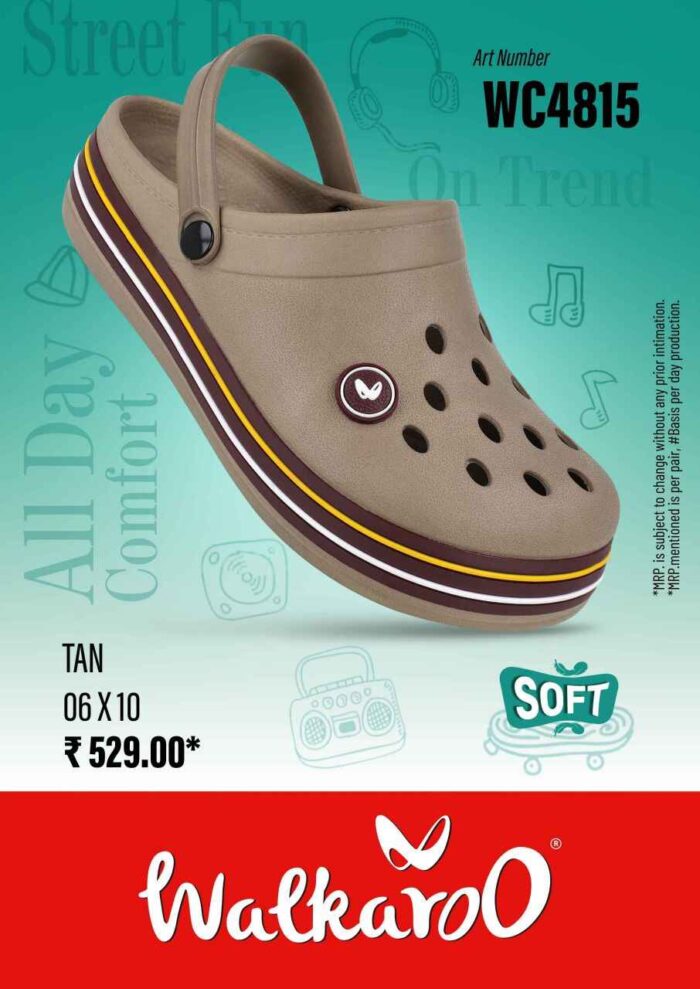 Street Fun
Art Number
WC4815
On Trend
All Day
Comfort
*MRP. is subject to change without any prior intimation.
*MRP.mentioned is per pair, #Basis per day production.
TAN
06 X 10
₹ 529.00*
SOFT
Walkaroo®